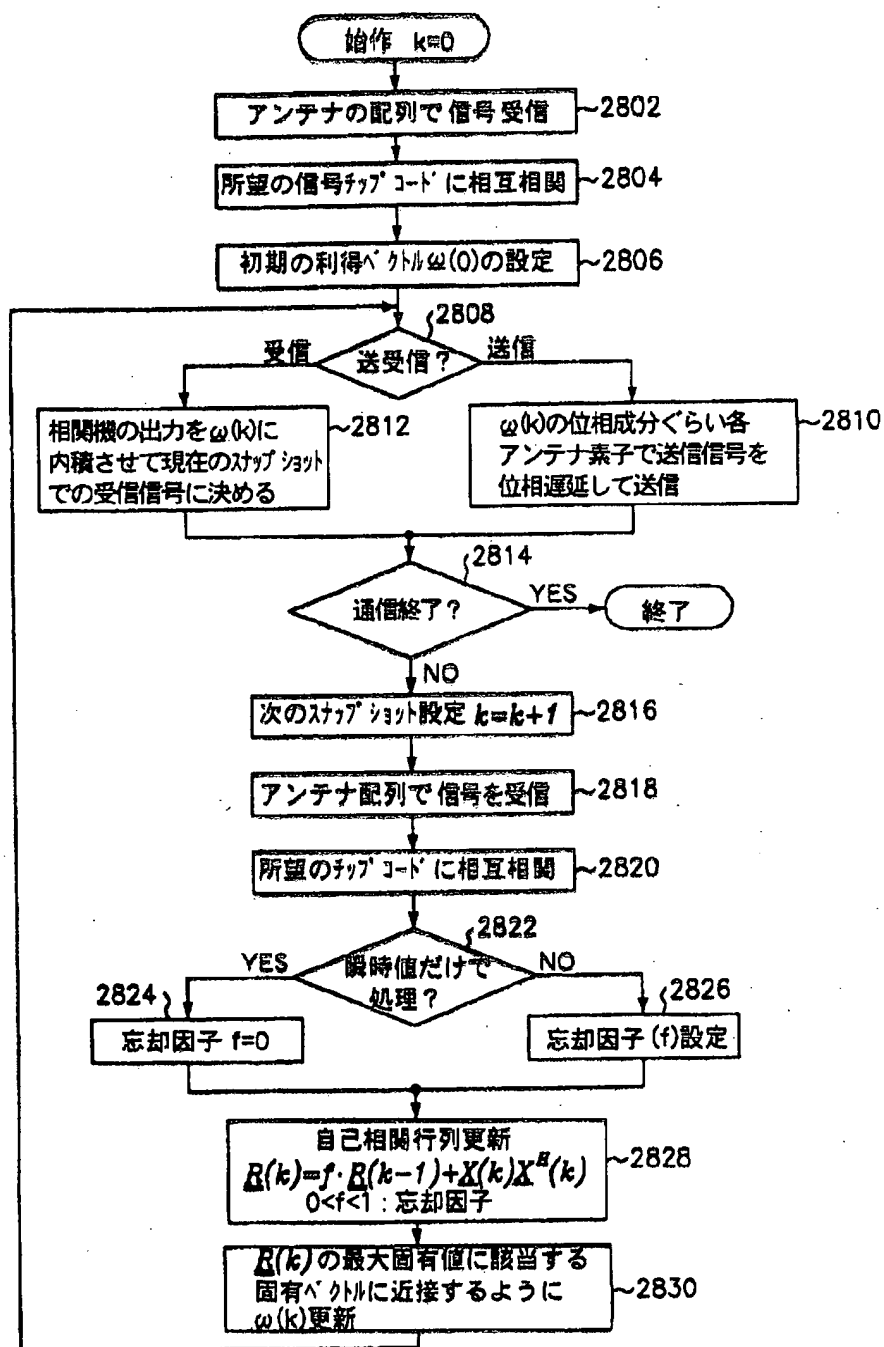 始作 k=0
アンテナの配列で信号受信
2802
所望の信号チップコードに相互相関
2804
初期の利得ベクトルω(0)の設定
2806
2808
受信
送受信?
送信
相関機の出力をω(k)に
内積させて現在のスナップショット
での受信信号に決める
2812
ω(k)の位相成分ぐらい各
アンテナ素子で送信信号を
位相遅延して送信
2810
2814
通信終了?
YES
終了
NO
次のスナップショット設定 k=k+1
2816
アンテナ配列で信号を受信
2818
所望のチップコードに相互相関
2820
2822
YES
瞬時値だけで
処理?
NO
2824
忘却因子 f=0
2826
忘却因子(f)設定
自己相関行列更新
R(k)=f·R(k-1)+X(k)X^H(k)
0<f<1:忘却因子
2828
R(k)の最大固有値に該当する
固有ベクトルに近接するように
ω(k)更新
2830